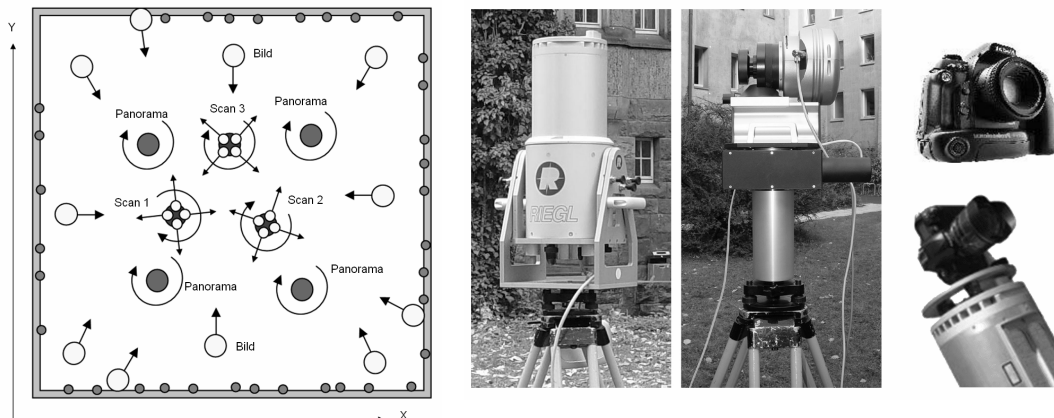 Y
Bild
Panorama
Scan 3
Panorama
Scan 1
Scan 2
Panorama
Panorama
Bild
X
R
RIEGL